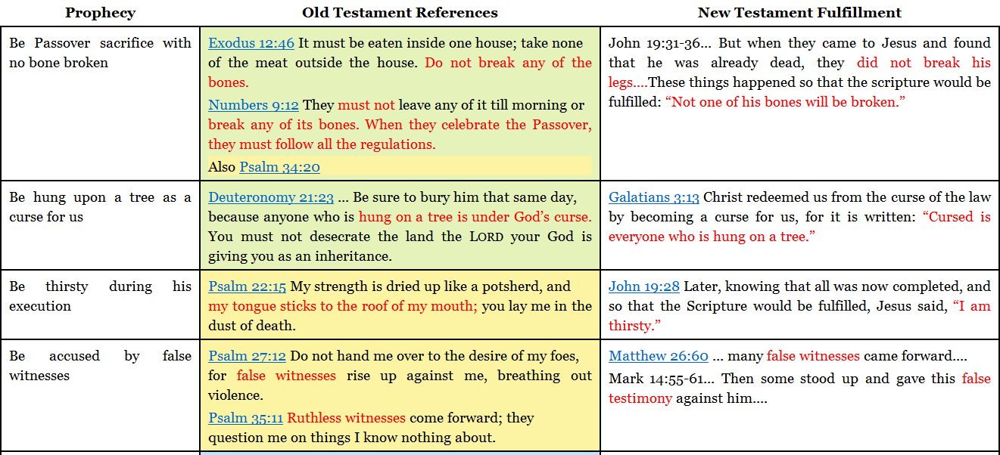 Prophecy
Old Testament References
New Testament Fulfillment
Be Passover sacrifice with
no bone broken
Exodus 12:46 It must be eaten inside one house; take none
of the meat outside the house. Do not break any of the
bones.
Numbers 9:12 They must not leave any of it till morning or
break any of its bones. When they celebrate the Passover,
they must follow all the regulations.
Also Psalm 34:20
John 19:31-36... But when they came to Jesus and found
that he was already dead, they did not break his
legs....These things happened so that the scripture would be
fulfilled: “Not one of his bones will be broken.”
Be hung upon a tree as a
curse for us
Deuteronomy 21:23 ... Be sure to bury him that same day,
because anyone who is hung on a tree is under God’s curse.
You must not desecrate the land the LORD your God is
giving you as an inheritance.
Galatians 3:13 Christ redeemed us from the curse of the law
by becoming a curse for us, for it is written: “Cursed is
everyone who is hung on a tree.”
Be thirsty during his
execution
Psalm 22:15 My strength is dried up like a potsherd, and
my tongue sticks to the roof of my mouth; you lay me in the
dust of death.
John 19:28 Later, knowing that all was now completed, and
so that the Scripture would be fulfilled, Jesus said, “I am
thirsty.”
Be accused by false
witnesses
Psalm 27:12 Do not hand me over to the desire of my foes,
for false witnesses rise up against me, breathing out
violence.
Psalm 35:11 Ruthless witnesses come forward; they
question me on things I know nothing about.
Matthew 26:60 ... many false witnesses came forward....
Mark 14:55-61... Then some stood up and gave this false
testimony against him....